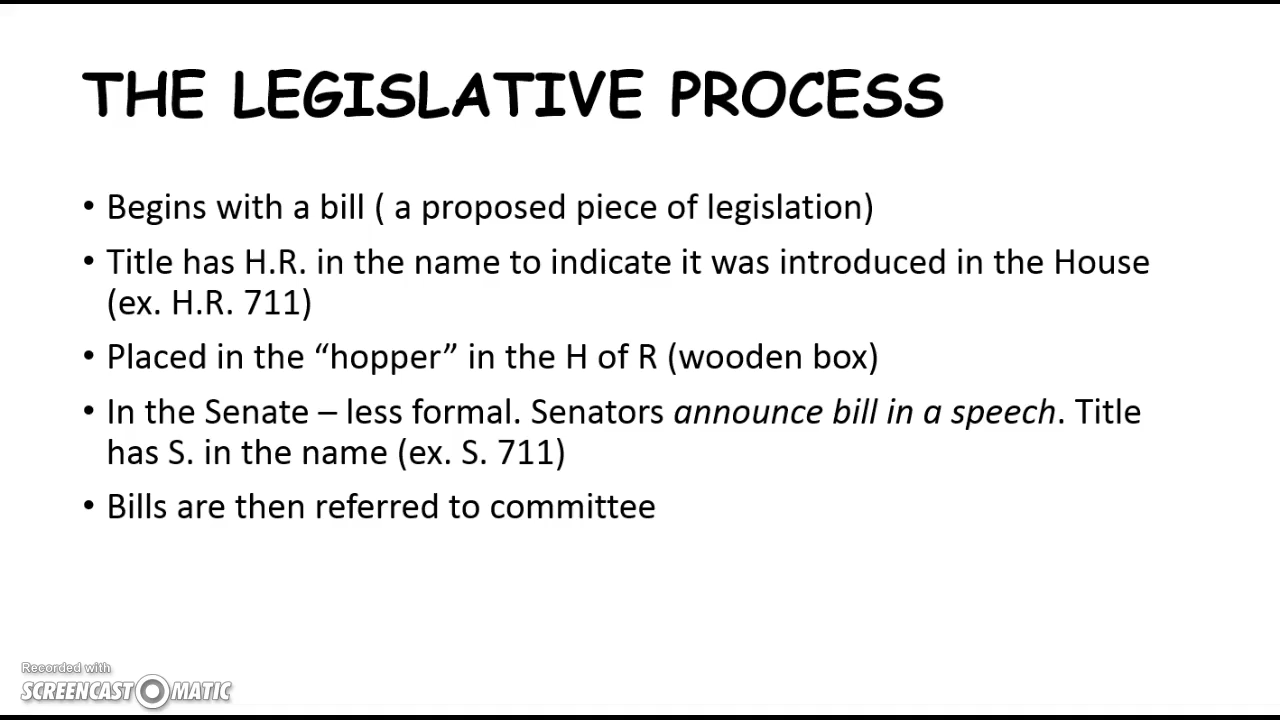 THE LEGISLATIVE PROCESS
• Begins with a bill ( a proposed piece of legislation)
• Title has H.R. in the name to indicate it was introduced in the House
(ex. H.R. 711)
• Placed in the “hopper” in the H of R (wooden box)
• In the Senate – less formal. Senators announce bill in a speech. Title
has S. in the name (ex. S. 711)
• Bills are then referred to committee
Recorded with
SCREENCAST MATIC